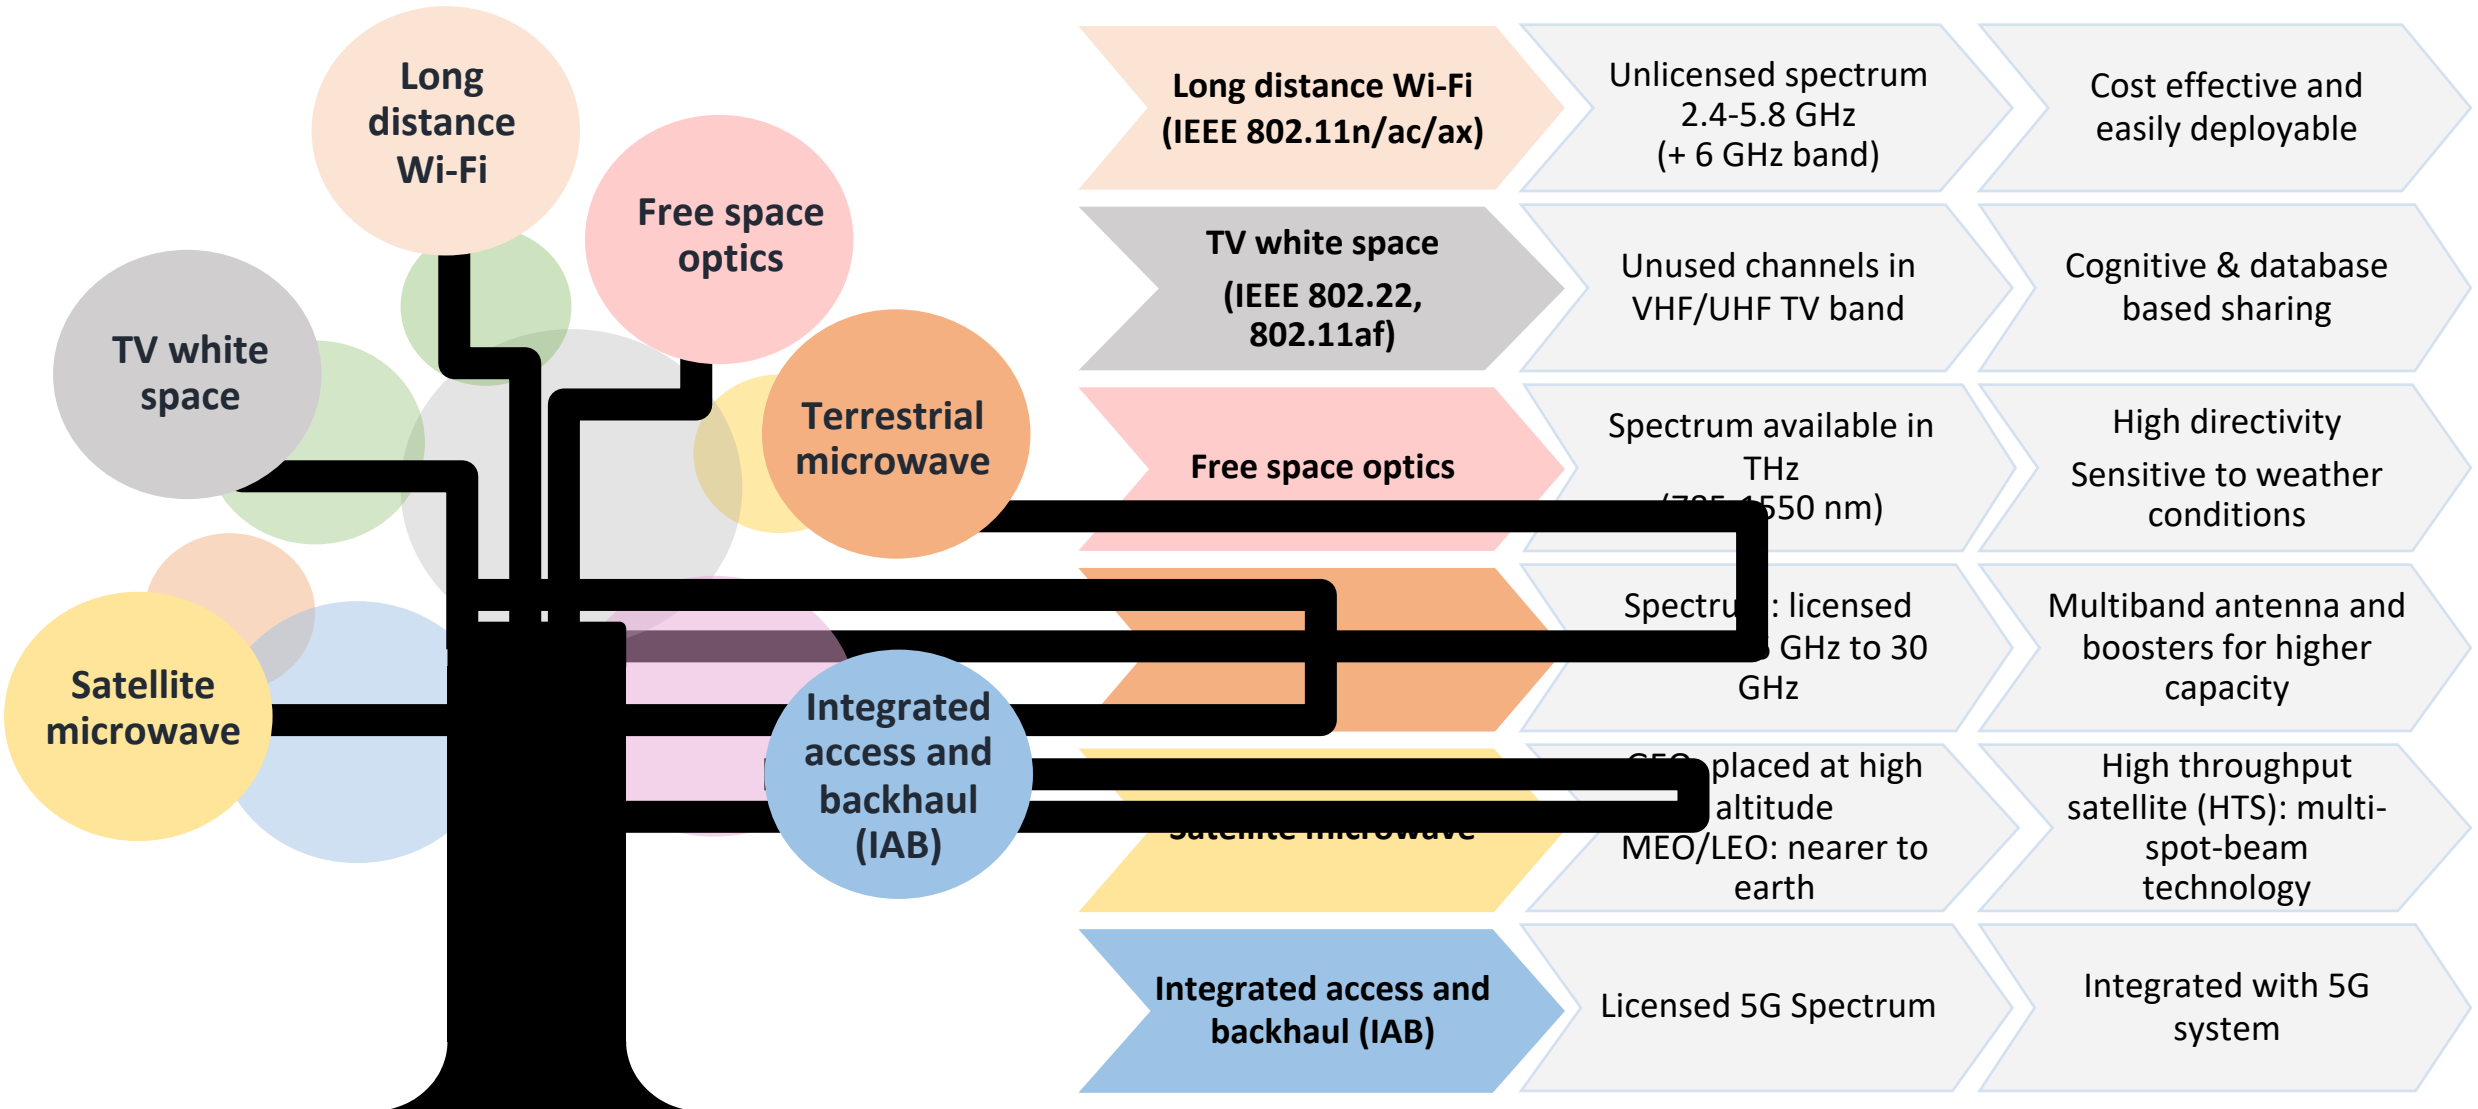 Long
distance
Wi-Fi
Free space
optics
TV white
space
Terrestrial
microwave
Satellite
microwave
Integrated
access and
backhaul
(IAB)
Long distance Wi-Fi
(IEEE 802.11n/ac/ax)
Unlicensed spectrum
2.4-5.8 GHz
(+ 6 GHz band)
Cost effective and
easily deployable
TV white space
(IEEE 802.22,
802.11af)
Unused channels in
VHF/UHF TV band
Cognitive & database
based sharing
Free space optics
Spectrum available in
THz
1550 nm)
High directivity
Sensitive to weather
conditions
Spectrum: licensed
GHz to 30
GHz
Multiband antenna and
boosters for higher
capacity
Satellite microwave
placed at high
altitude
MEO/LEO: nearer to
earth
High throughput
satellite (HTS): multi-
spot-beam
technology
Integrated access and
backhaul (IAB)
Licensed 5G Spectrum
Integrated with 5G
system